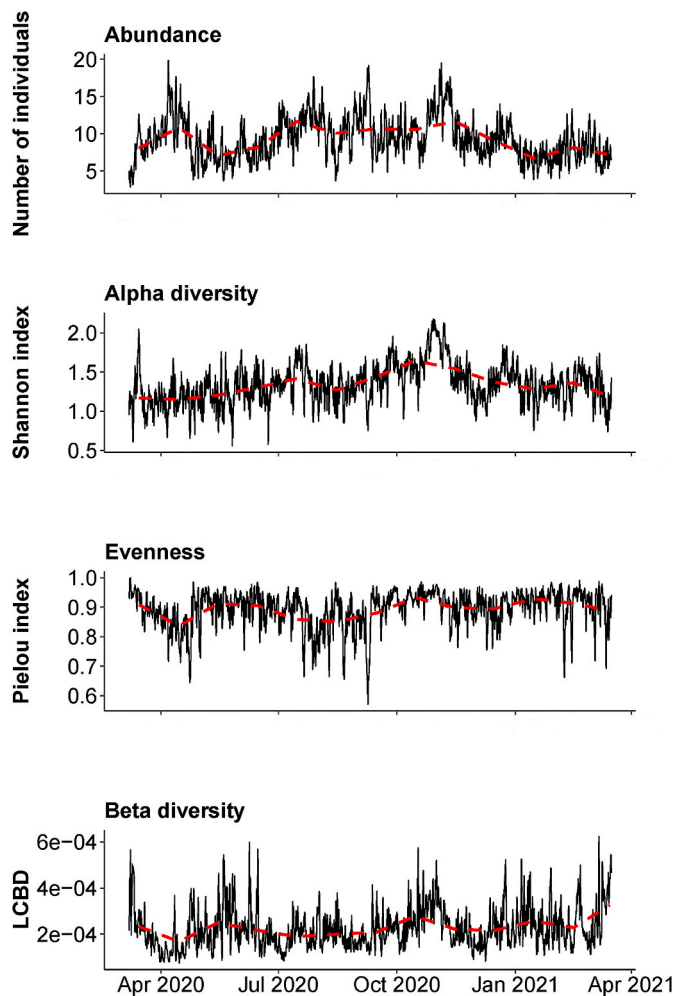 Abundance
Number of individuals
20
15
10
5
Alpha diversity
Shannon index
2.0
1.5
1.0
0.5
Evenness
Pielou index
1.0
0.9
0.8
0.7
0.6
Beta diversity
LCBD
6e−04
4e−04
2e−04
Apr 2020 Jul 2020 Oct 2020 Jan 2021 Apr 2021